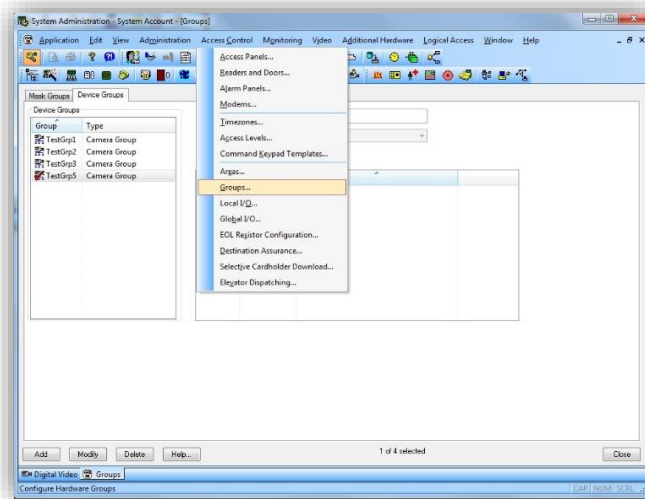 System Administration - System Account - [Groups]
Application Edit View Administration Access Control Monitoring Video Additional Hardware Logical Access Window Help
Mask Groups Device Groups
Device Groups
Group Type
TestGrp1 Camera Group
TestGrp2 Camera Group
TestGrp3 Camera Group
TestGrp5 Camera Group
Access Panels...
Readers and Doors...
Alarm Panels...
Modems...
Timezones...
Access Levels...
Command Keypad Templates...
Areas...
Groups...
Local I/O...
Global I/O...
EOL Resistor Configuration...
Destination Assurance...
Selective Cardholder Download...
Elevator Dispatching...
Add Modify Delete Help... 1 of 4 selected Close
Digital Video Groups
Configure Hardware Groups CAP NUM SCRL